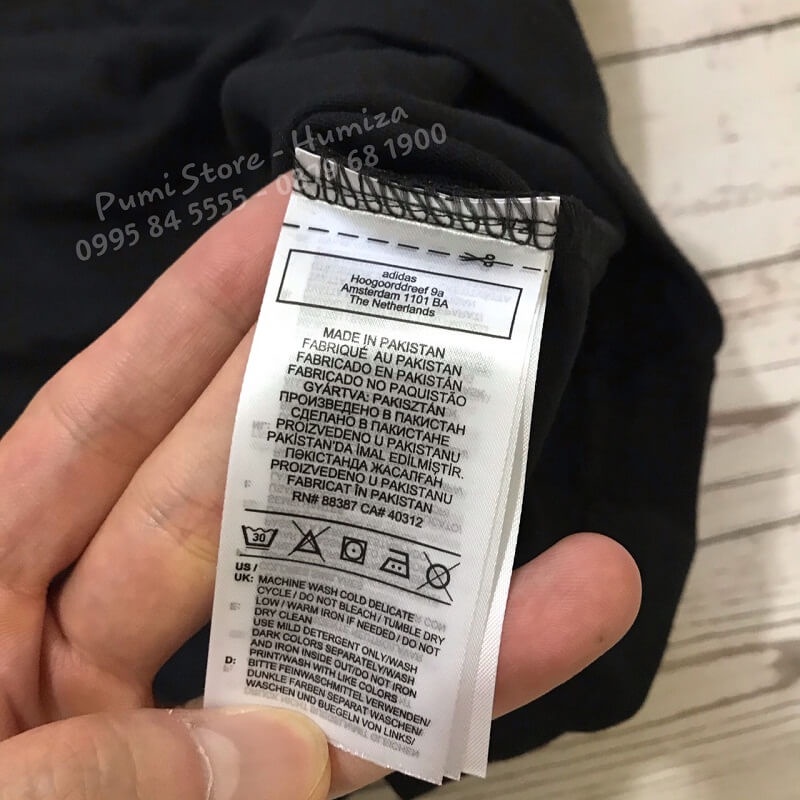 Pumi Store - Humiza
0995 84 5555 - 0829 68 1900
adidas
Hoogoorddreef 9a
Amsterdam 1101 BA
The Netherlands
MADE IN PAKISTAN
FABRIQUÉ AU PAKISTAN
FABRICADO EN PAKISTÁN
FABRICADO NO PAQUISTÃO
GYÁRTVA: PAKISZTÁN
ПРОИЗВЕДЕНО В ПАКИСТАН
СДЕЛАНО В ПАКИСТАНЕ
PROIZVEDENO U PAKISTANU
PAKİSTAN'DA İMAL EDİLMİŞTİR.
ПӘКІСТАНДА ЖАСАЛҒАН
PROIZVEDENO U PAKISTANU
FABRICAT ÎN PAKISTAN
RN# 88387 CA# 40312
30
US /
UK: MACHINE WASH COLD DELICATE
CYCLE / DO NOT BLEACH / TUMBLE DRY
LOW / WARM IRON IF NEEDED / DO NOT
DRY CLEAN
USE MILD DETERGENT ONLY/WASH
DARK COLORS SEPARATELY/WASH
AND IRON INSIDE OUT/DO NOT IRON
PRINT/WASH WITH LIKE COLORS
D: BITTE FEINWASCHMITTEL VERWENDEN/
DUNKLE FARBEN SEPARAT WASCHEN/
WASCHEN UND BUEGELN VON LINKS/